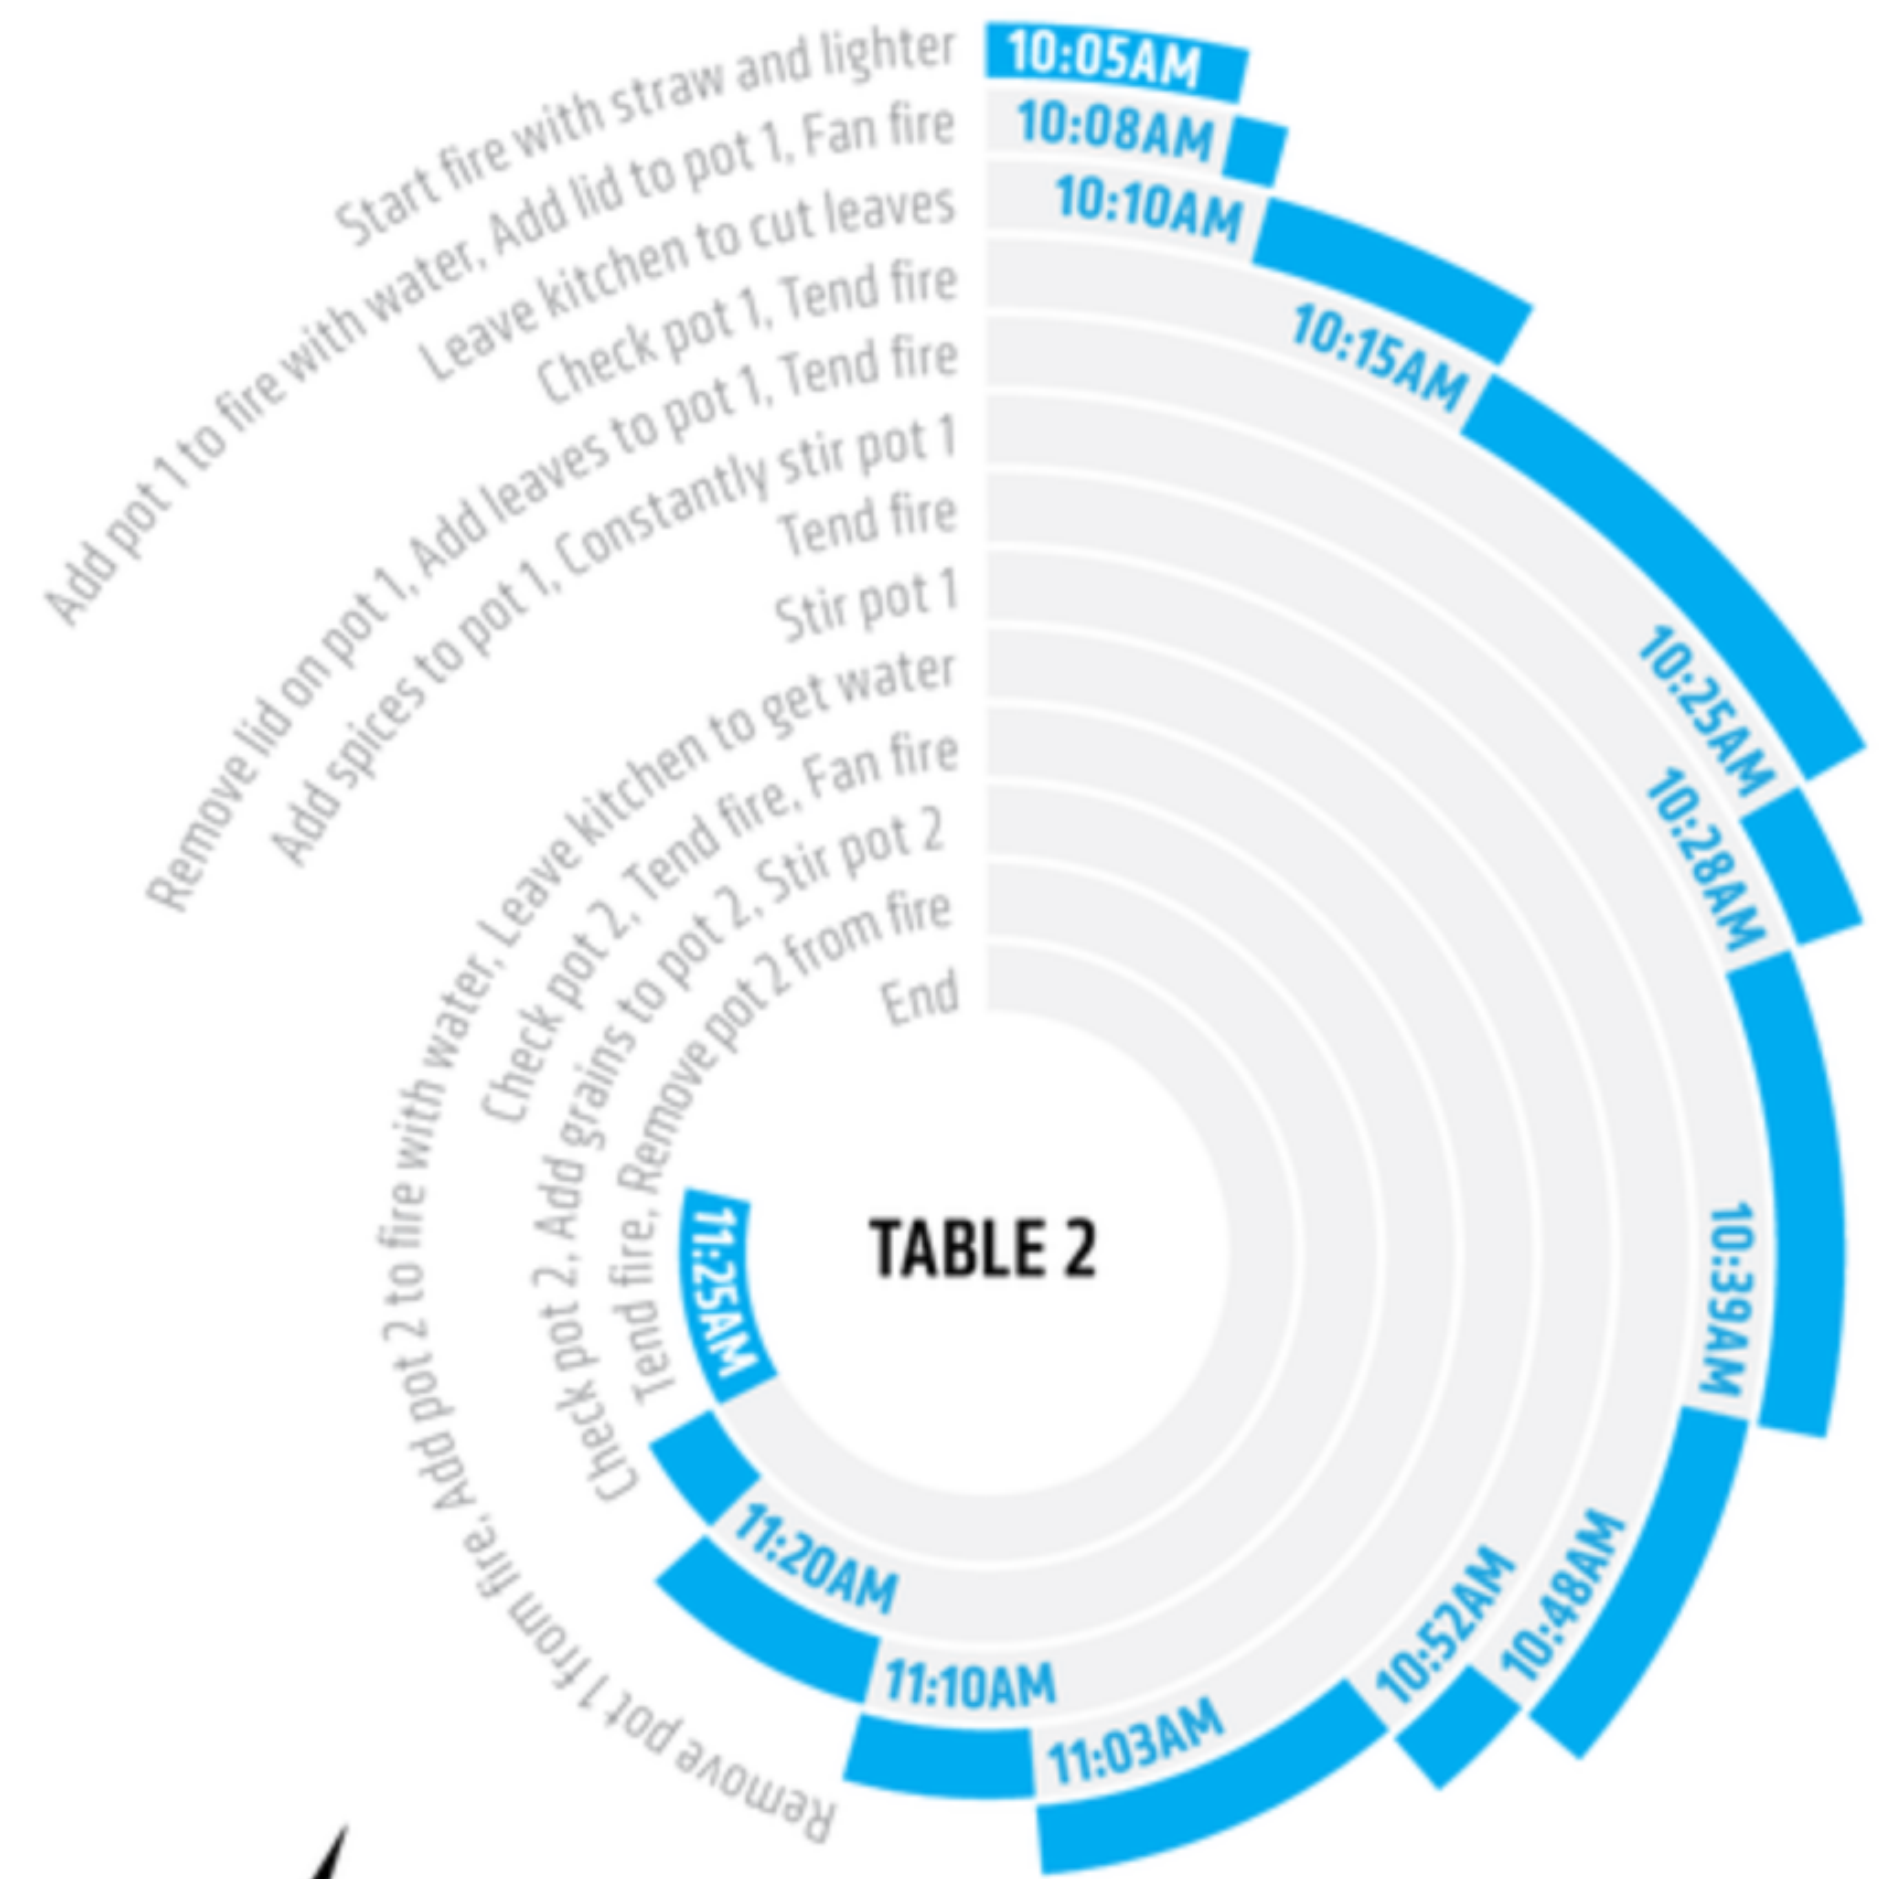 Start fire with straw and lighter
10:05AM
Add pot 1 to fire with water, Add lid to pot 1, Fan fire
10:08AM
Leave kitchen to cut leaves
10:10AM
Check pot 1, Tend fire
10:15AM
Remove lid on pot 1, Add leaves to pot 1, Tend fire
10:25AM
Add spices to pot 1, Constantly stir pot 1
10:28AM
Tend fire
10:39AM
Stir pot 1
10:48AM
Remove pot 1 from fire, Add pot 2 to fire with water, Leave kitchen to get water
10:52AM
Check pot 2, Tend fire, Fan fire
11:03AM
Check pot 2, Add grains to pot 2, Stir pot 2
11:10AM
Tend fire, Remove pot 2 from fire
11:20AM
End
11:25AM
TABLE 2